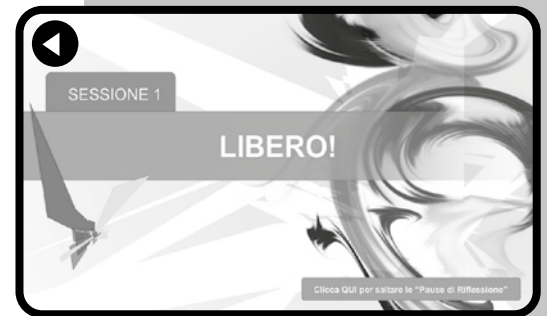 SESSIONE 1
LIBERO!
Clicca QUI per saltare le "Pause di Riflessione"